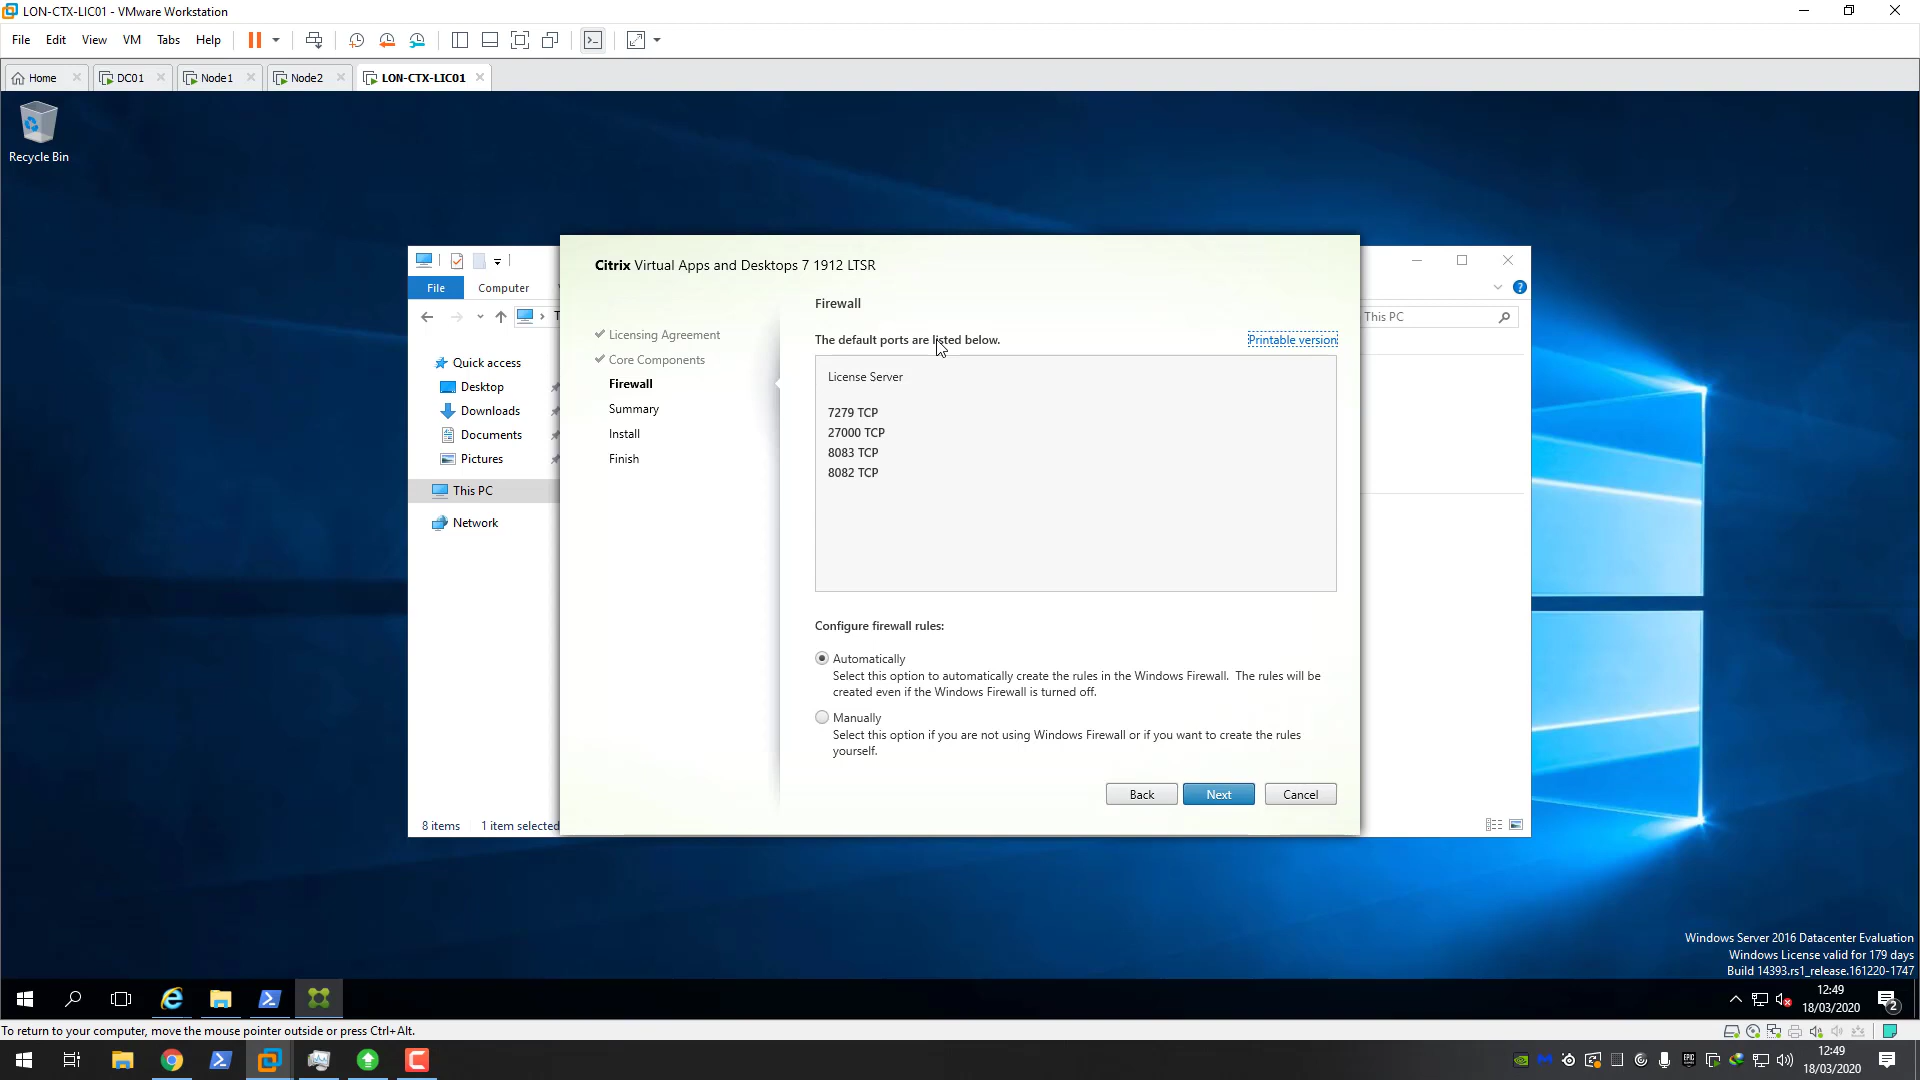 LON-CTX-LIC01 - VMware Workstation
File Edit View VM Tabs Help
Home DC01 Node1 Node2 LON-CTX-LIC01
Recycle Bin
Citrix Virtual Apps and Desktops 7 1912 LTSR
File Computer
This PC
Firewall
Licensing Agreement
Core Components
Firewall
Summary
Install
Finish
The default ports are listed below.
Printable version
License Server
7279 TCP
27000 TCP
8083 TCP
8082 TCP
Quick access
Desktop
Downloads
Documents
Pictures
This PC
Network
Configure firewall rules:
Automatically
Select this option to automatically create the rules in the Windows Firewall. The rules will be
created even if the Windows Firewall is turned off.
Manually
Select this option if you are not using Windows Firewall or if you want to create the rules
yourself.
Back Next Cancel
8 items 1 item selected
Windows Server 2016 Datacenter Evaluation
Windows License valid for 179 days
Build 14393.rs1_release.161220-1747
12:49
18/03/2020
2
To return to your computer, move the mouse pointer outside or press Ctrl+Alt.
12:49
18/03/2020